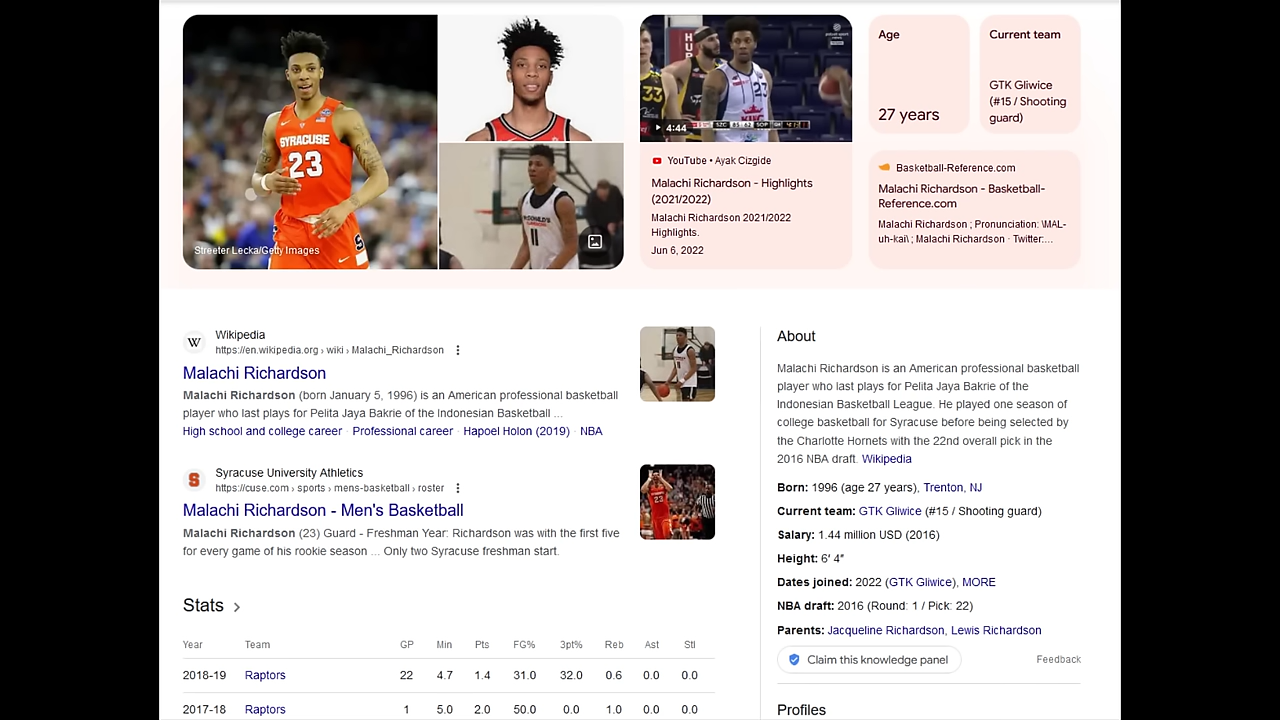 SYRACUSE
23
Streeter Lecka/Getty Images
11
33
23
4:44
YouTube • Ayak Cizgide
Malachi Richardson - Highlights
(2021/2022)
Malachi Richardson 2021/2022
Highlights.
Jun 6, 2022
Age
27 years
Current team
GTK Gliwice
(#15 / Shooting
guard)
Basketball-Reference.com
Malachi Richardson - Basketball-
Reference.com
Malachi Richardson ; Pronunciation: \MAL-
uh-kai\ ; Malachi Richardson · Twitter:...
W
Wikipedia
https://en.wikipedia.org › wiki › Malachi_Richardson
Malachi Richardson
Malachi Richardson (born January 5, 1996) is an American professional basketball
player who last plays for Pelita Jaya Bakrie of the Indonesian Basketball ...
High school and college career · Professional career · Hapoel Holon (2019) · NBA
S
Syracuse University Athletics
https://cuse.com › sports › mens-basketball › roster
Malachi Richardson - Men's Basketball
Malachi Richardson (23) Guard - Freshman Year: Richardson was with the first five
for every game of his rookie season ... Only two Syracuse freshman start.
23
Stats
Year Team GP Min Pts FG% 3pt% Reb Ast Stl
2018-19 Raptors 22 4.7 1.4 31.0 32.0 0.6 0.0 0.0
2017-18 Raptors 1 5.0 2.0 50.0 0.0 1.0 0.0 0.0
About
Malachi Richardson is an American professional basketball
player who last plays for Pelita Jaya Bakrie of the
Indonesian Basketball League. He played one season of
college basketball for Syracuse before being selected by
the Charlotte Hornets with the 22nd overall pick in the
2016 NBA draft. Wikipedia
Born: 1996 (age 27 years), Trenton, NJ
Current team: GTK Gliwice (#15 / Shooting guard)
Salary: 1.44 million USD (2016)
Height: 6′ 4″
Dates joined: 2022 (GTK Gliwice), MORE
NBA draft: 2016 (Round: 1 / Pick: 22)
Parents: Jacqueline Richardson, Lewis Richardson
Claim this knowledge panel
Feedback
Profiles